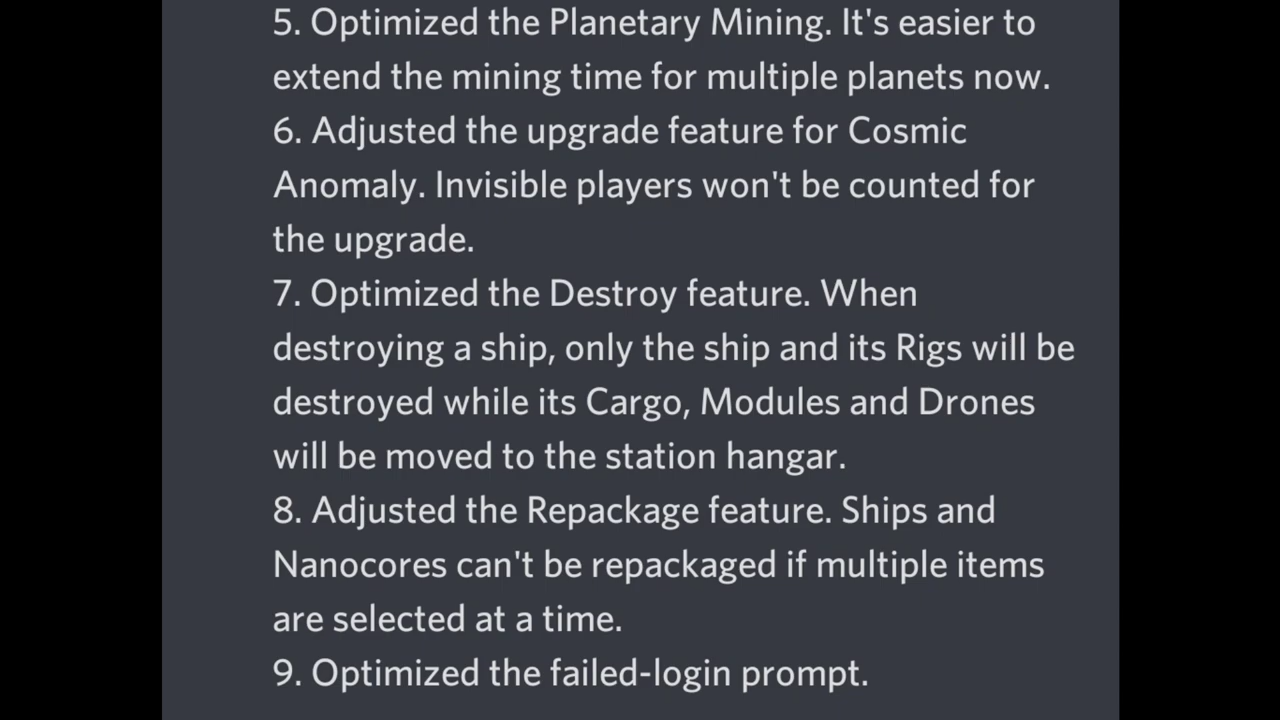 5. Optimized the Planetary Mining. It's easier to
extend the mining time for multiple planets now.
6. Adjusted the upgrade feature for Cosmic
Anomaly. Invisible players won't be counted for
the upgrade.
7. Optimized the Destroy feature. When
destroying a ship, only the ship and its Rigs will be
destroyed while its Cargo, Modules and Drones
will be moved to the station hangar.
8. Adjusted the Repackage feature. Ships and
Nanocores can't be repackaged if multiple items
are selected at a time.
9. Optimized the failed-login prompt.